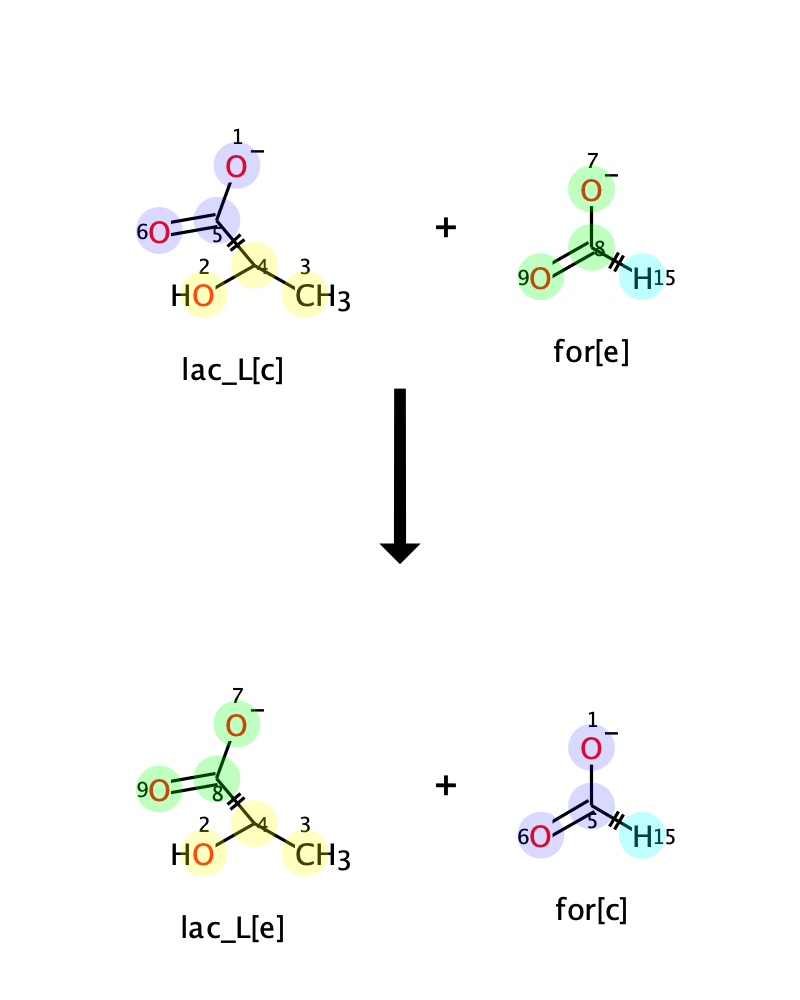 1
O−
7
O−
6O
5
+
8
2
4
3
9O
H15
HO
CH3
lac_L[c]
for[e]
7
O−
1
O−
9O
8
+
5
2
4
3
6O
H15
HO
CH3
lac_L[e]
for[c]